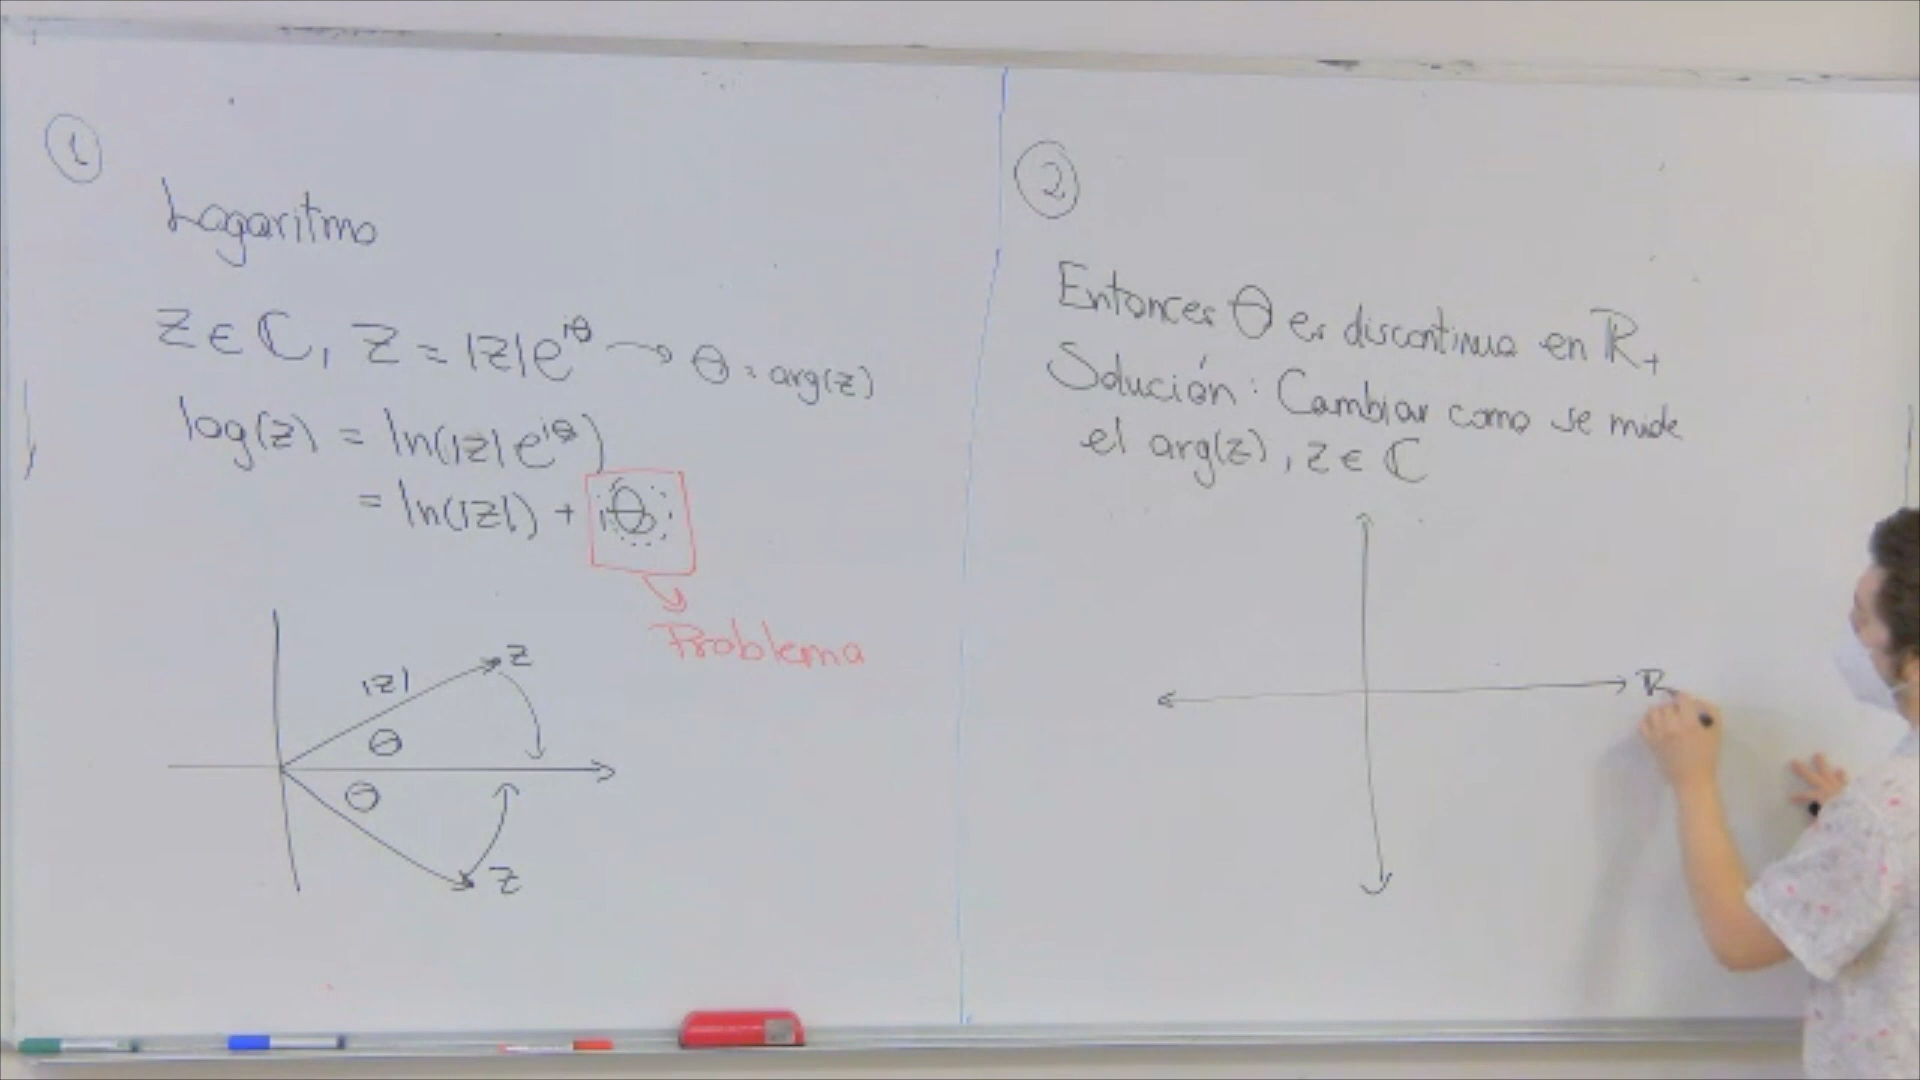 1
Logaritmo
z ∈ ℂ, z = |z|e^{iθ} → θ = arg(z)
log(z) = ln(|z| e^{iθ})
= ln(|z|) + iθ
Problema
|z|
z
θ
θ
z
2
Entonces θ es discontinua en ℝ₊
Solución: Cambiar como se mide
el arg(z), z ∈ ℂ
ℝ